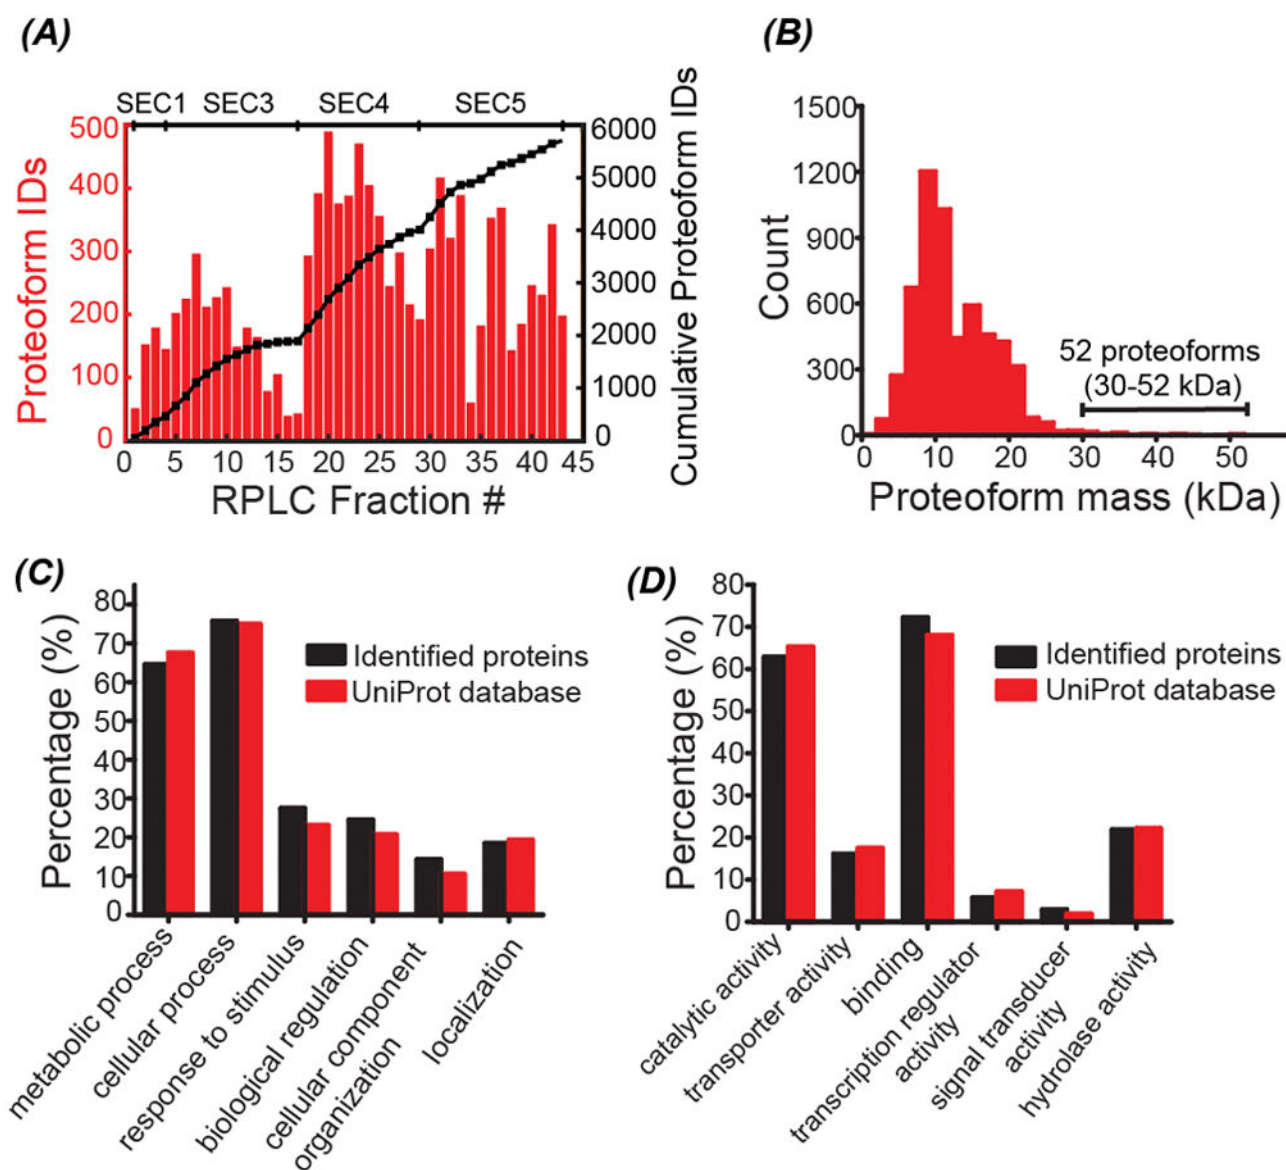 (A)
SEC1 SEC3 SEC4 SEC5
500
400
300
200
100
0
Proteoform IDs
6000
5000
4000
3000
2000
1000
0
Cumulative Proteoform IDs
0 5 10 15 20 25 30 35 40 45
RPLC Fraction #
(B)
1500
1200
900
600
300
0
Count
52 proteoforms
(30-52 kDa)
0 10 20 30 40 50
Proteoform mass (kDa)
(C)
80
70
60
50
40
30
20
10
0
Percentage (%)
Identified proteins
UniProt database
metabolic process
cellular process
response to stimulus
biological regulation
cellular component
organization
localization
(D)
80
70
60
50
40
30
20
10
0
Percentage (%)
Identified proteins
UniProt database
catalytic activity
transporter activity
binding
transcription regulator
activity
signal transducer
activity
hydrolase activity